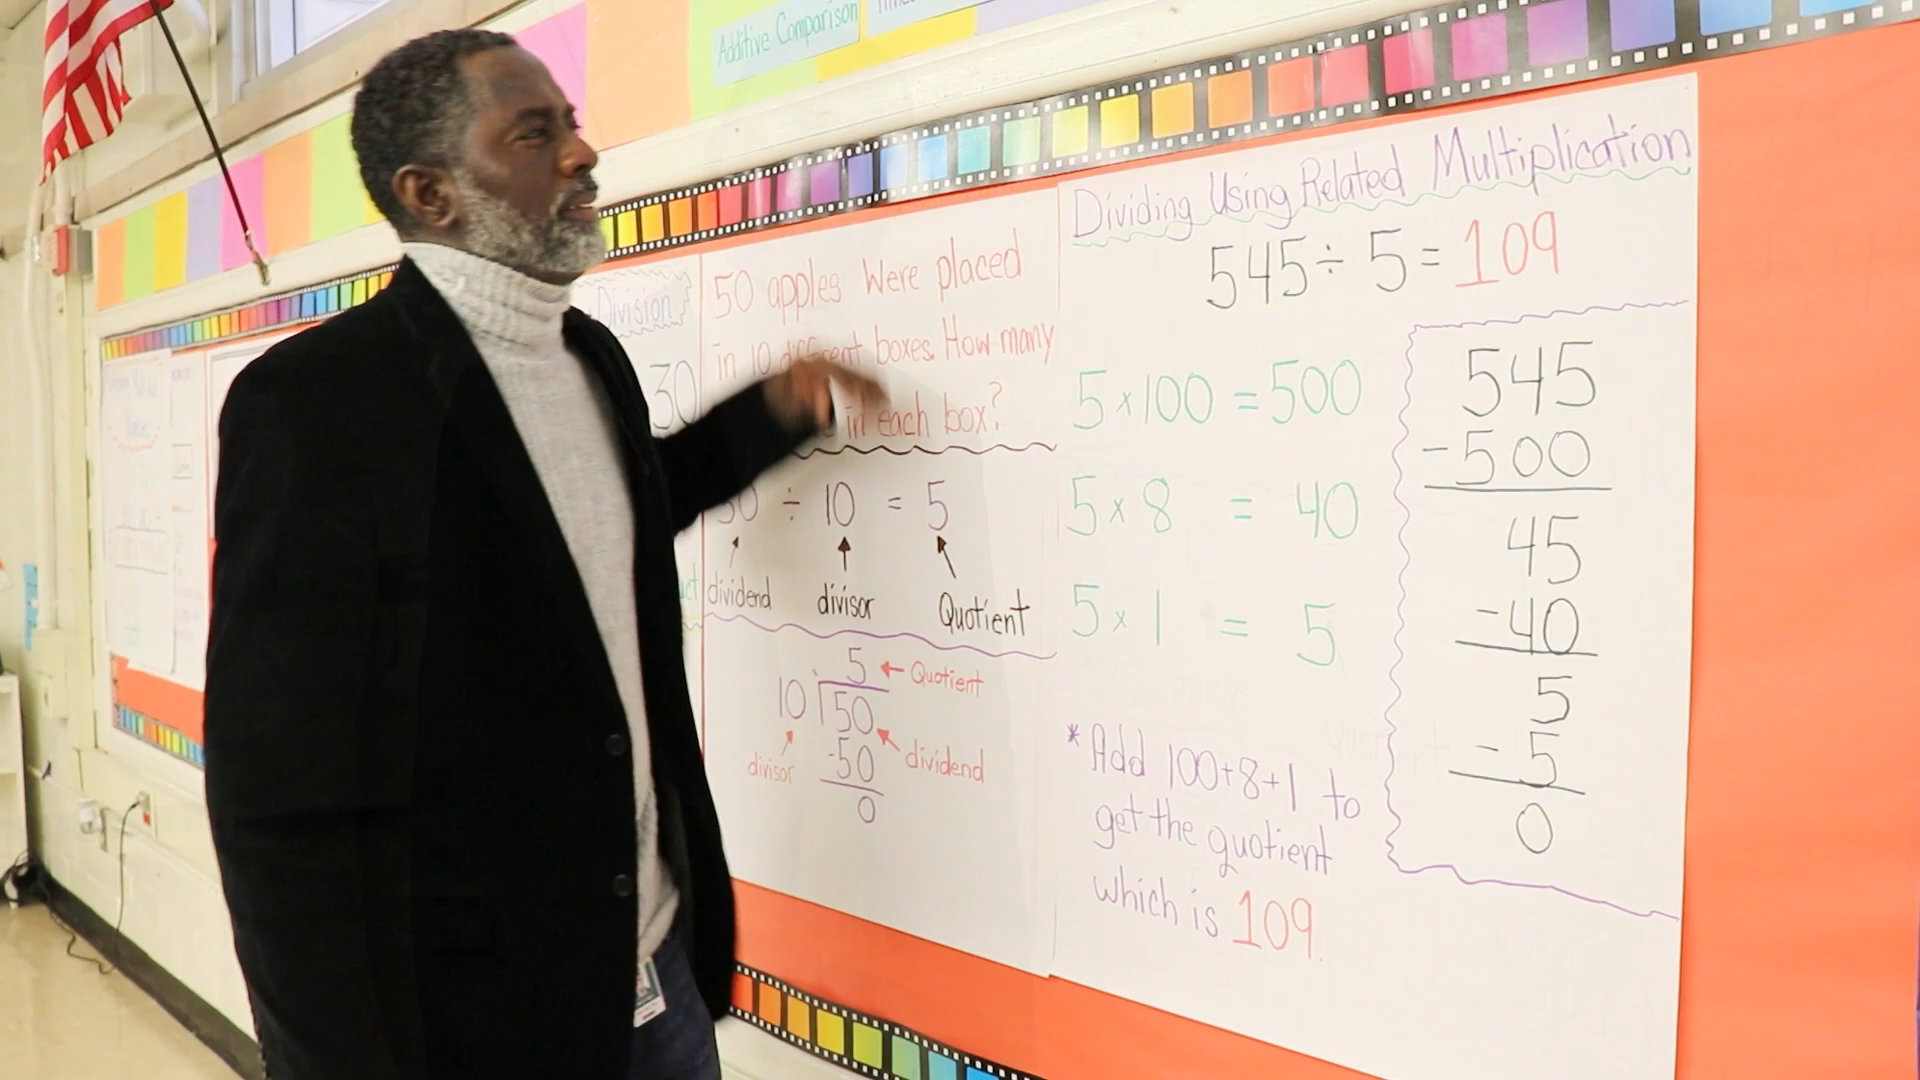 Additive Comparison
Division
30
50 apples were placed
in 10 different boxes. How many
in each box?
50 ÷ 10 = 5
dividend
divisor
Quotient
5 Quotient
10 50
divisor
-50
dividend
0
Dividing Using Related Multiplication
545 ÷ 5 = 109
5 × 100 = 500
5 × 8 = 40
5 × 1 = 5
* Add 100+8+1 to
get the quotient
which is 109.
545
-500
45
-40
5
-5
0